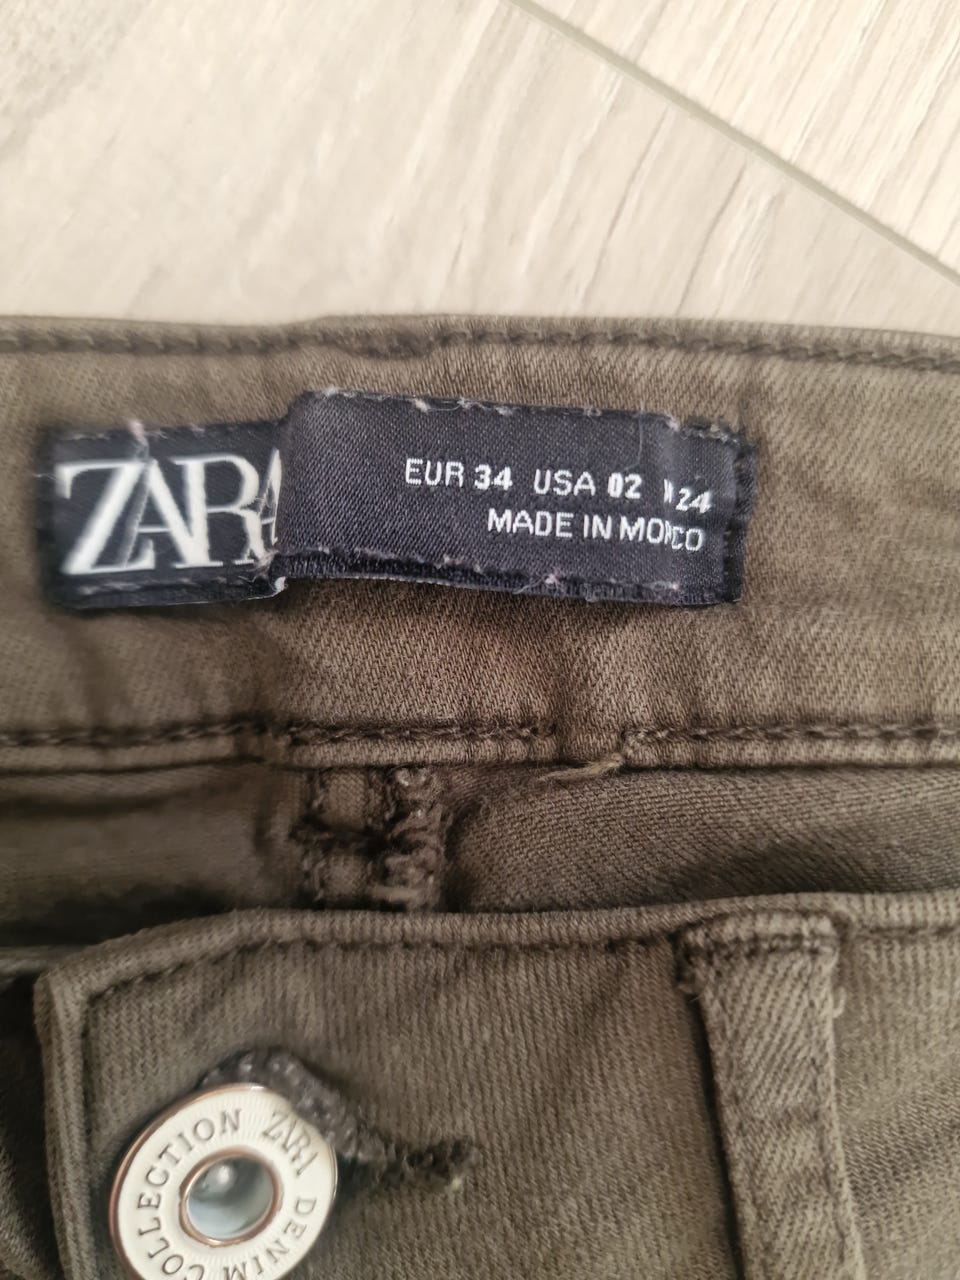 ZARA
EUR 34 USA 02 24
MADE IN MOROCCO
ZARA DENIM COLLECTION